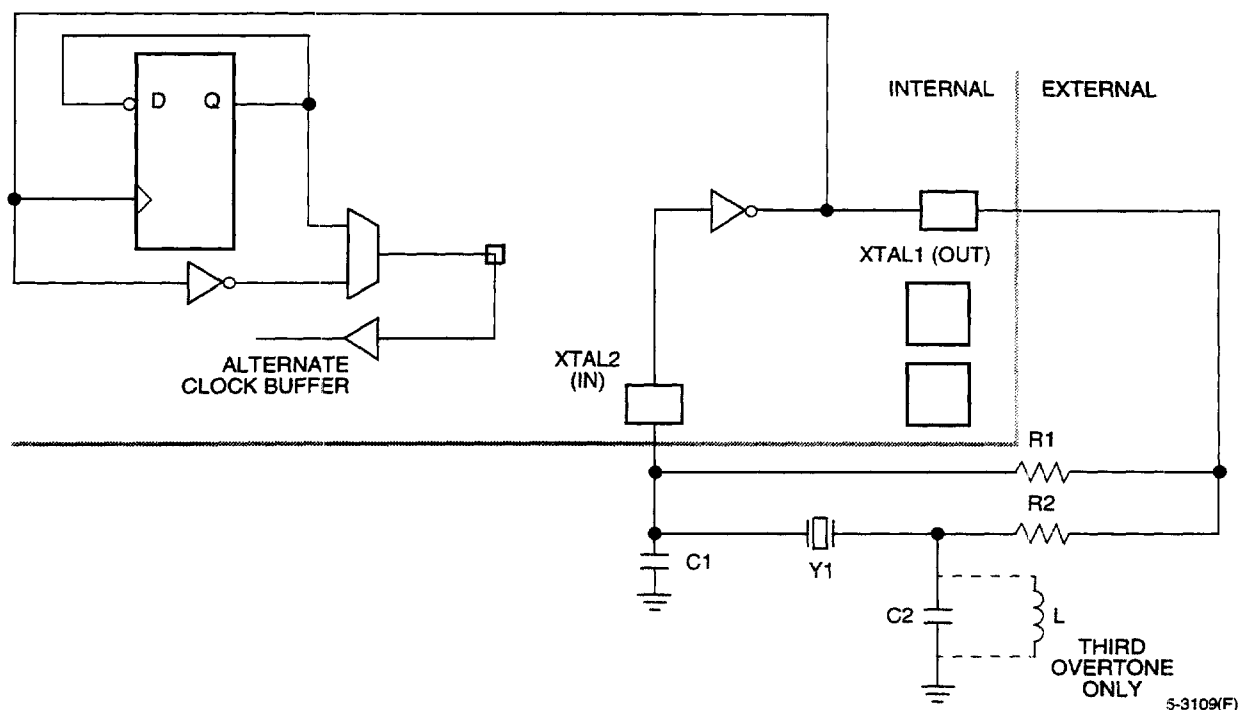 INTERNAL
EXTERNAL
D
Q
XTAL1 (OUT)
ALTERNATE
CLOCK BUFFER
XTAL2
(IN)
R1
R2
C1
Y1
C2
L
THIRD
OVERTONE
ONLY
5-3109(F)